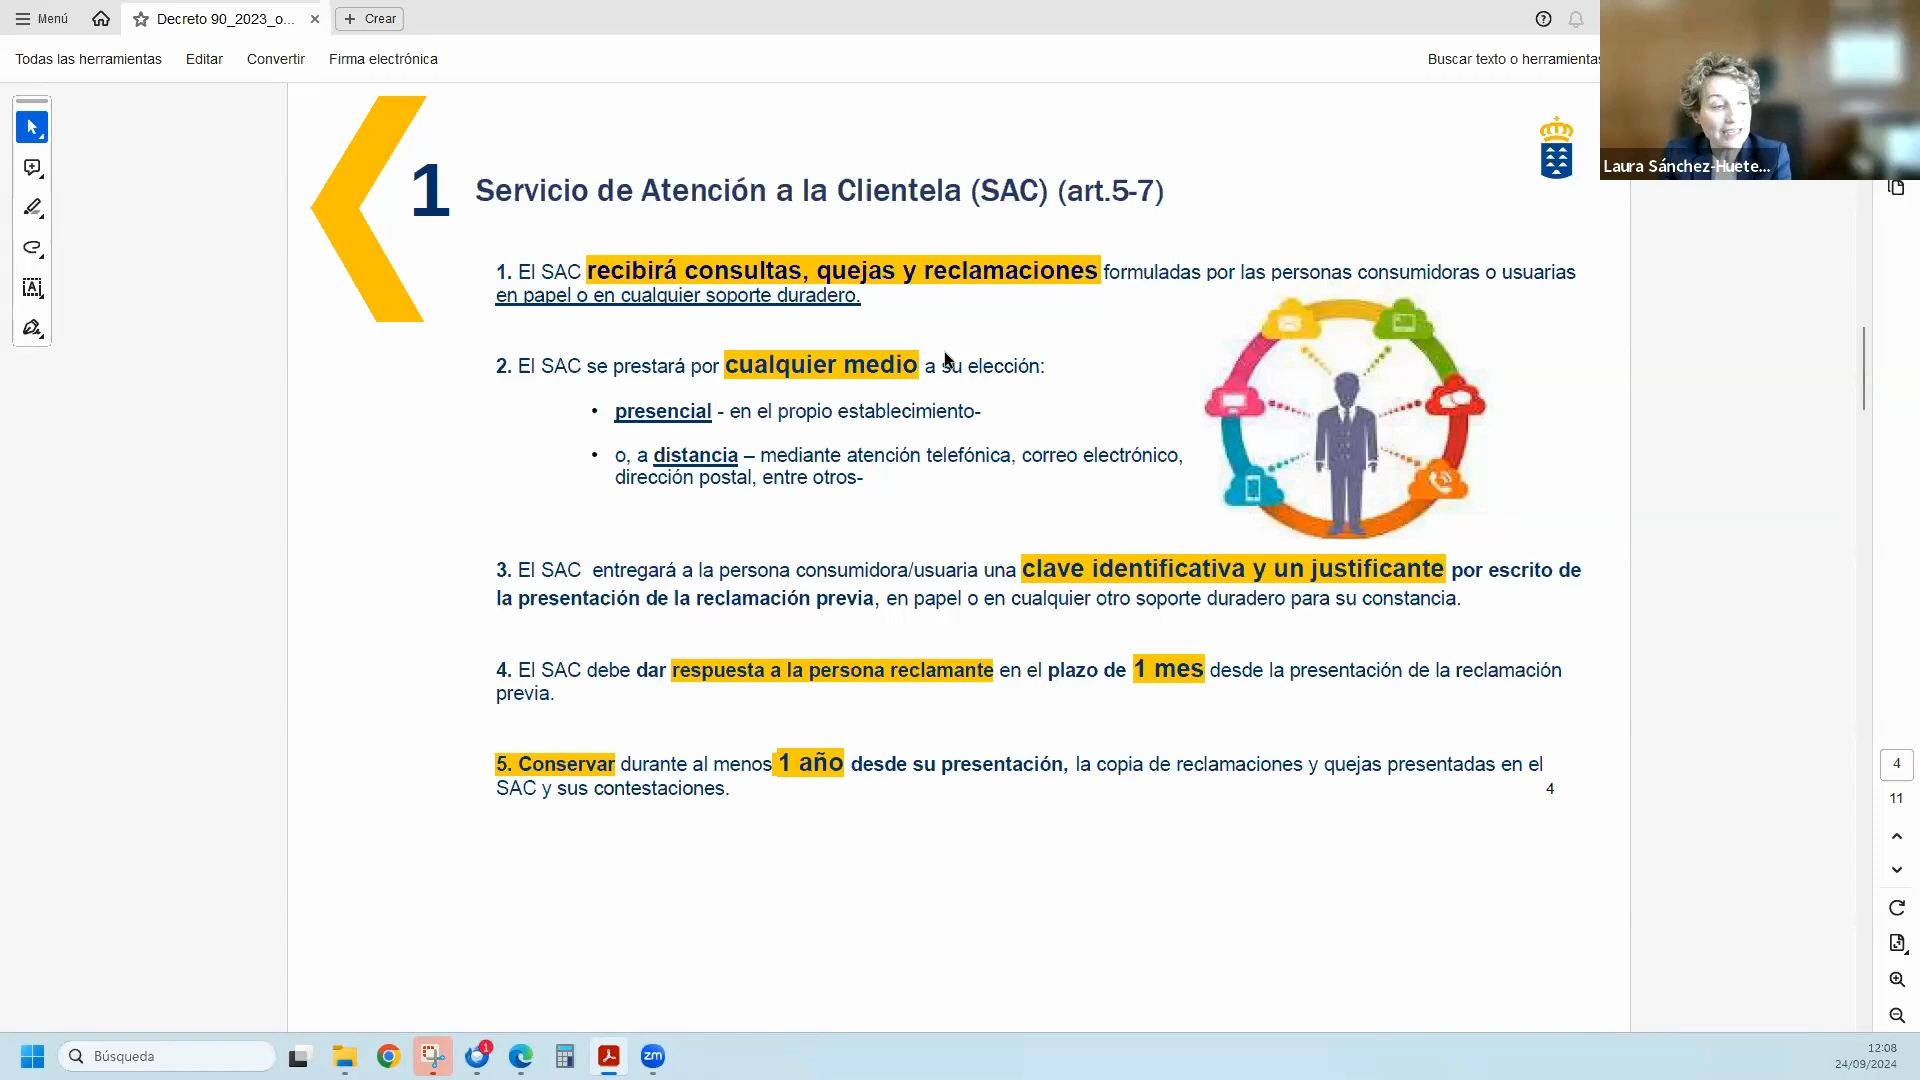 Menú
Decreto 90_2023_o...
Crear
Todas las herramientas
Editar
Convertir
Firma electrónica
Buscar texto o herramientas
Laura Sánchez-Huete...
1 Servicio de Atención a la Clientela (SAC) (art.5-7)
1. El SAC recibirá consultas, quejas y reclamaciones formuladas por las personas consumidoras o usuarias
en papel o en cualquier soporte duradero.
2. El SAC se prestará por cualquier medio a su elección:
• presencial - en el propio establecimiento-
• o, a distancia – mediante atención telefónica, correo electrónico,
dirección postal, entre otros-
3. El SAC entregará a la persona consumidora/usuaria una clave identificativa y un justificante por escrito de
la presentación de la reclamación previa, en papel o en cualquier otro soporte duradero para su constancia.
4. El SAC debe dar respuesta a la persona reclamante en el plazo de 1 mes desde la presentación de la reclamación
previa.
5. Conservar durante al menos 1 año desde su presentación, la copia de reclamaciones y quejas presentadas en el
SAC y sus contestaciones.
4
4
11
Búsqueda
1
zm
12:08
24/09/2024